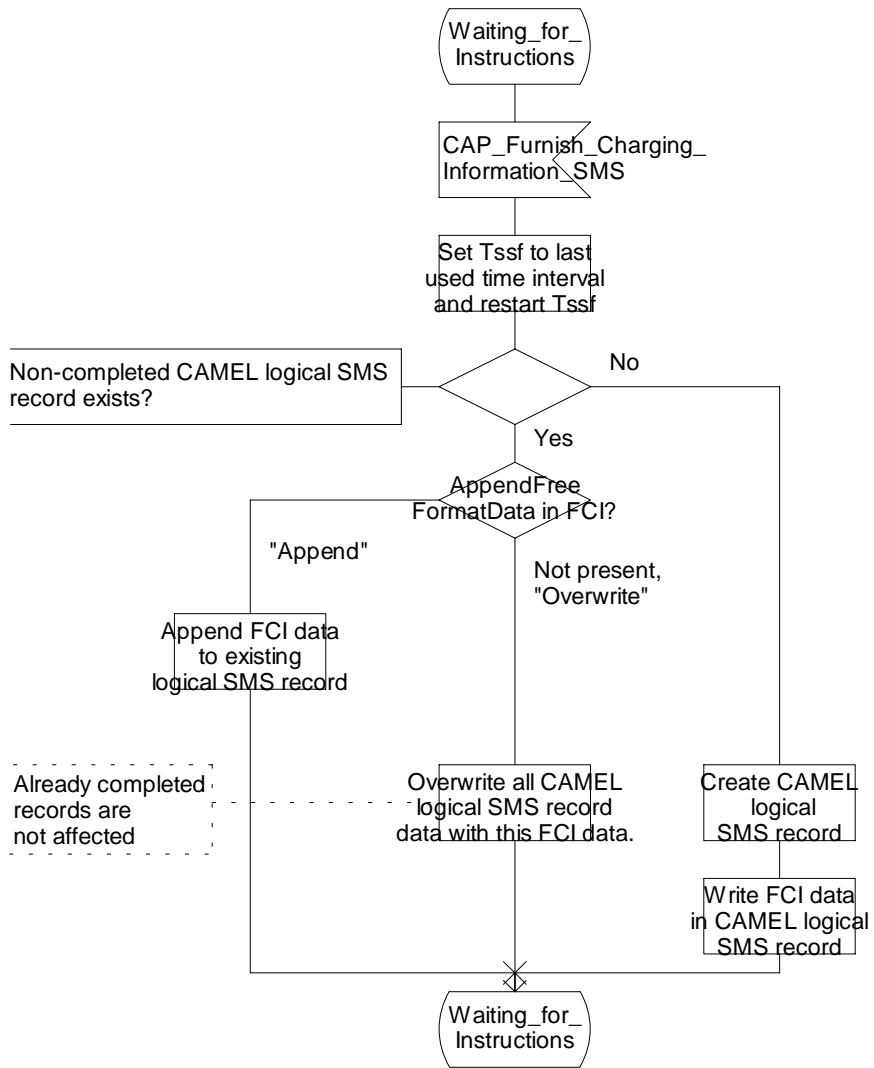 Waiting_for_
Instructions
CAP_Furnish_Charging_
Information_SMS
Set Tssf to last
used time interval
and restart Tssf
Non-completed CAMEL logical SMS
record exists?
No
Yes
AppendFree
FormatData in FCI?
"Append"
Not present,
"Overwrite"
Append FCI data
to existing
logical SMS record
Already completed
records are
not affected
Overwrite all CAMEL
logical SMS record
data with this FCI data.
Create CAMEL
logical
SMS record
Write FCI data
in CAMEL logical
SMS record
Waiting_for_
Instructions